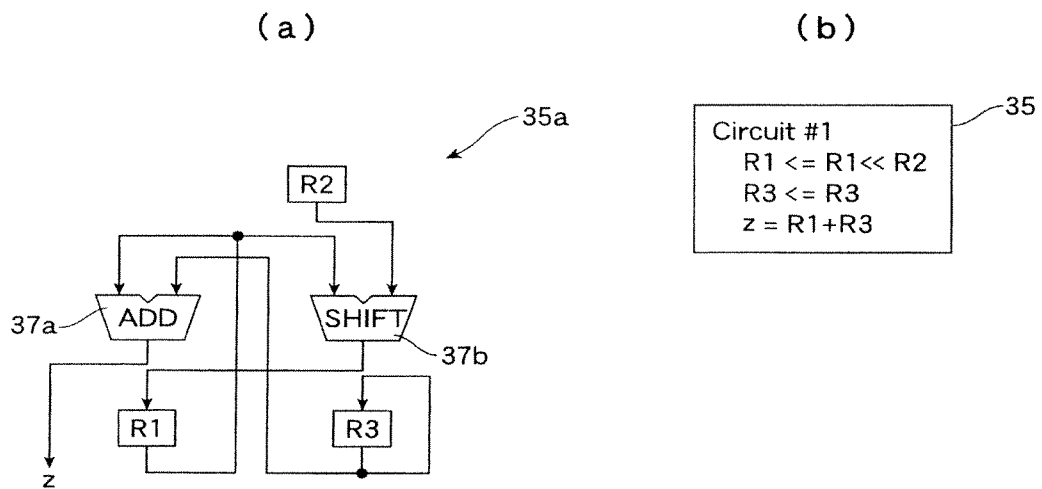 (a)
(b)
35a
35
R2
Circuit #1
R1 <= R1<< R2
R3 <= R3
z = R1+R3
37a
ADD
SHIFT
37b
R1
R3
z